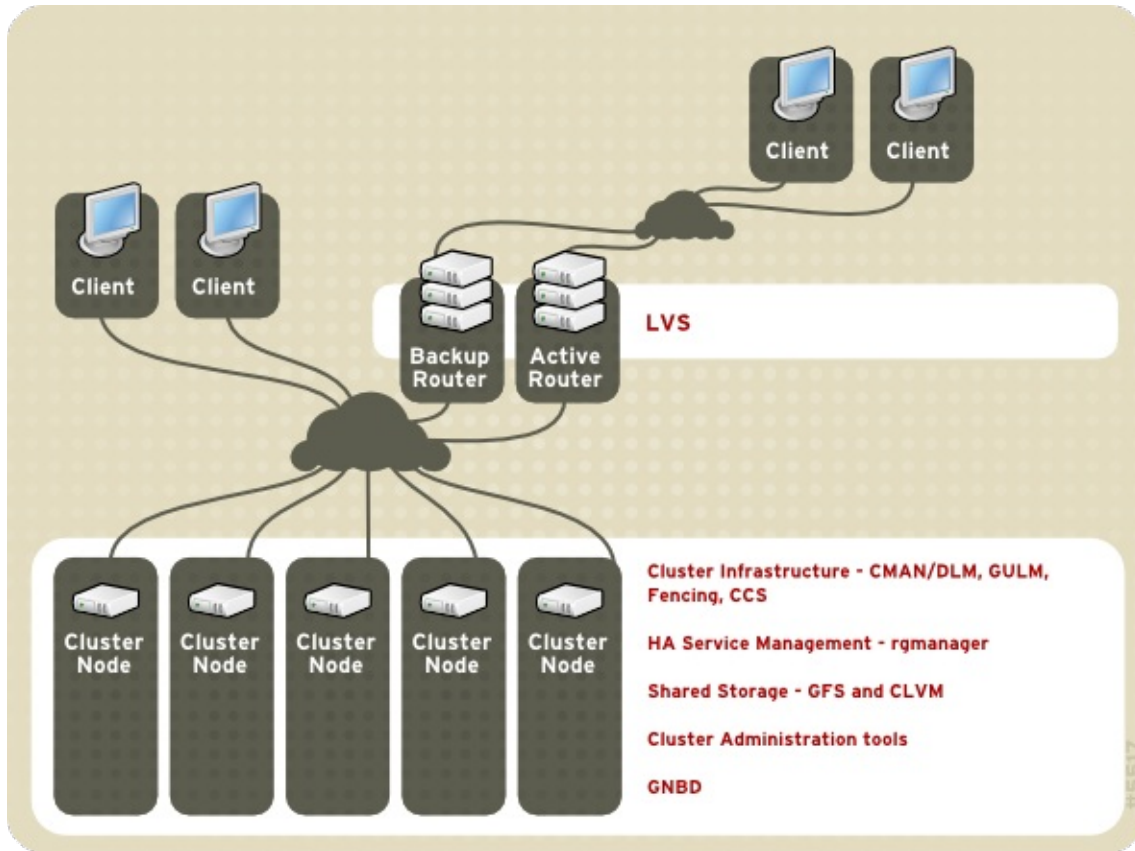 Client
Client
Client
Client
LVS
Backup
Router
Active
Router
Cluster
Node
Cluster
Node
Cluster
Node
Cluster
Node
Cluster
Node
Cluster Infrastructure - CMAN/DLM, GULM,
Fencing, CCS
HA Service Management - rgmanager
Shared Storage - GFS and CLVM
Cluster Administration tools
GNBD